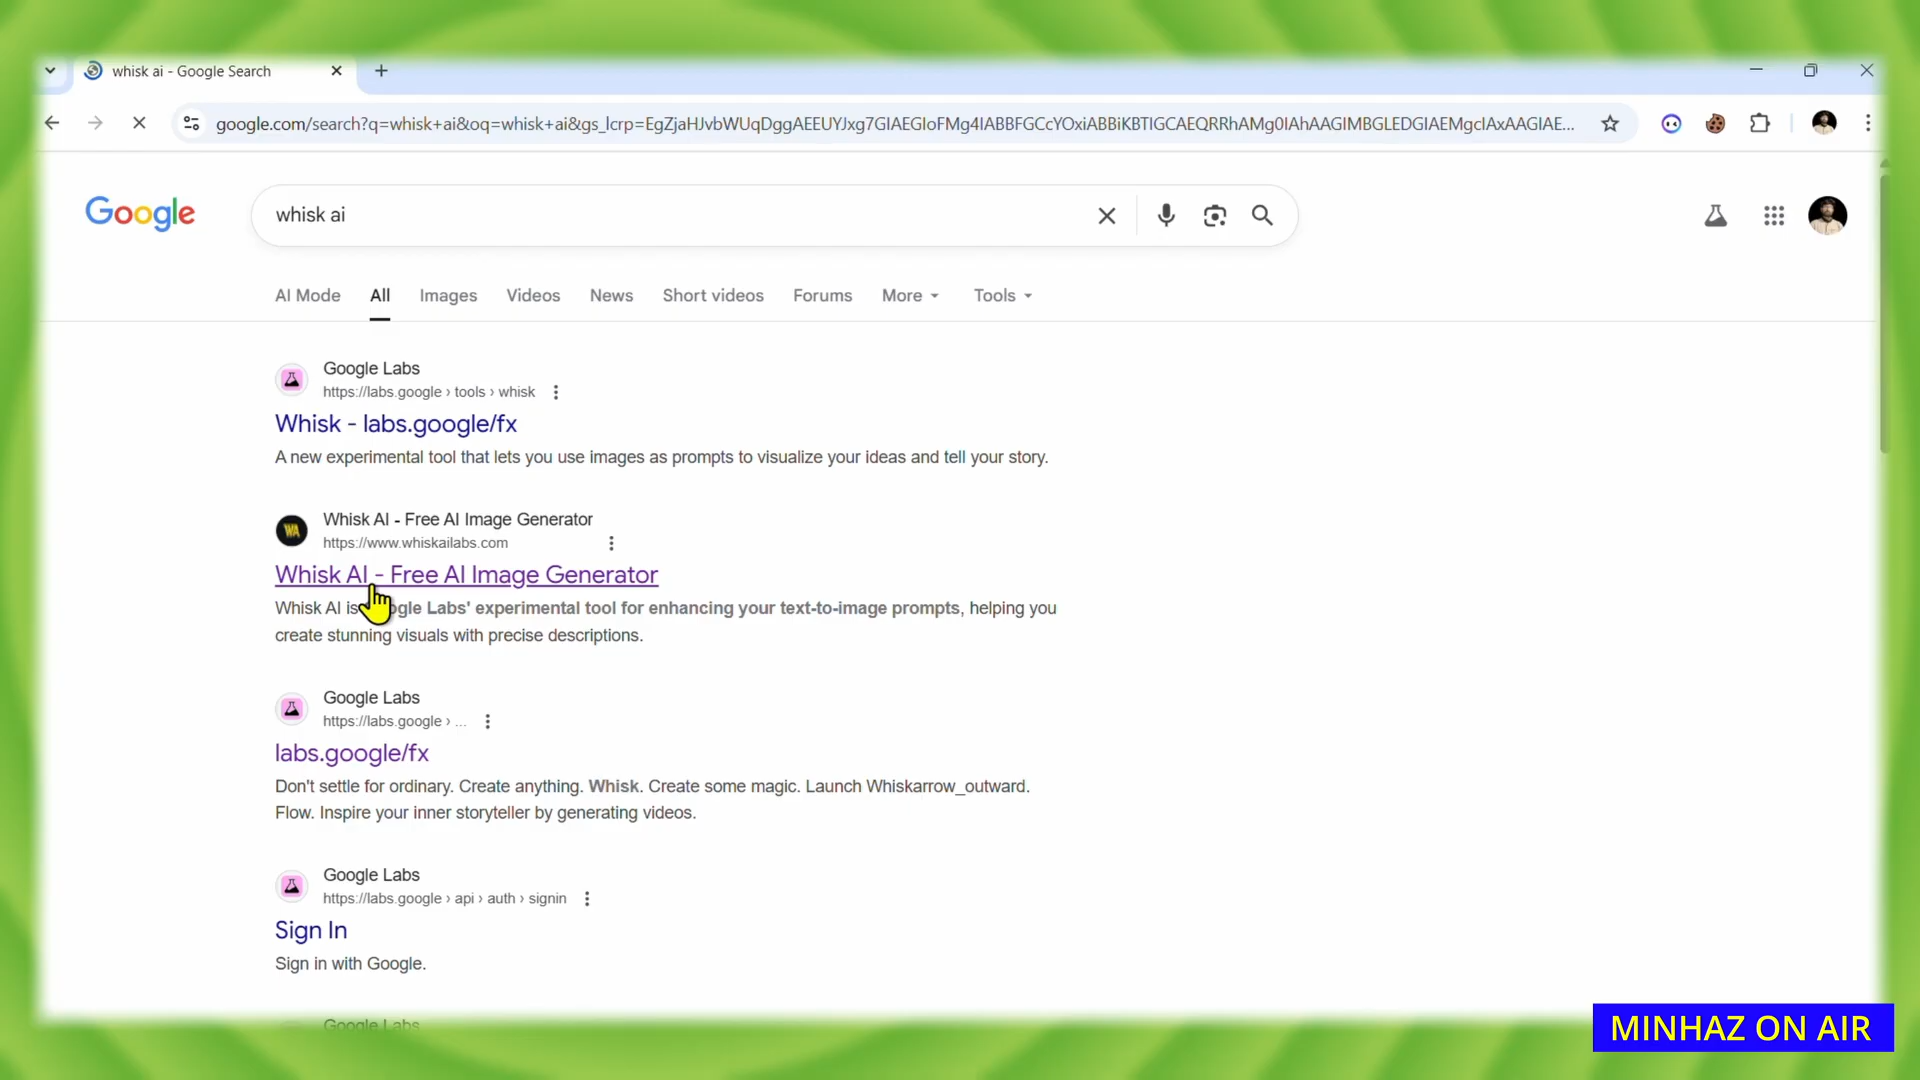 whisk ai - Google Search
google.com/search?q=whisk+ai&oq=whisk+ai&gs_lcrp=EgZjaHJvbWUqDggAEEUYJxg7GIAEGIoFMg4IABBFGCcYOxiABBiKBTIGCAEQRRhAMg0IAhAAGIMBGLEDGIAEMgcIAxAAGIAE...
Google
whisk ai
AI Mode All Images Videos News Short videos Forums More Tools
Google Labs
https://labs.google › tools › whisk
Whisk - labs.google/fx
A new experimental tool that lets you use images as prompts to visualize your ideas and tell your story.
WA
Whisk AI - Free AI Image Generator
https://www.whiskailabs.com
Whisk AI - Free AI Image Generator
Whisk AI is ogle Labs' experimental tool for enhancing your text-to-image prompts, helping you
create stunning visuals with precise descriptions.
Google Labs
https://labs.google › ...
labs.google/fx
Don't settle for ordinary. Create anything. Whisk. Create some magic. Launch Whiskarrow_outward.
Flow. Inspire your inner storyteller by generating videos.
Google Labs
https://labs.google › api › auth › signin
Sign In
Sign in with Google.
Google Labs
MINHAZ ON AIR